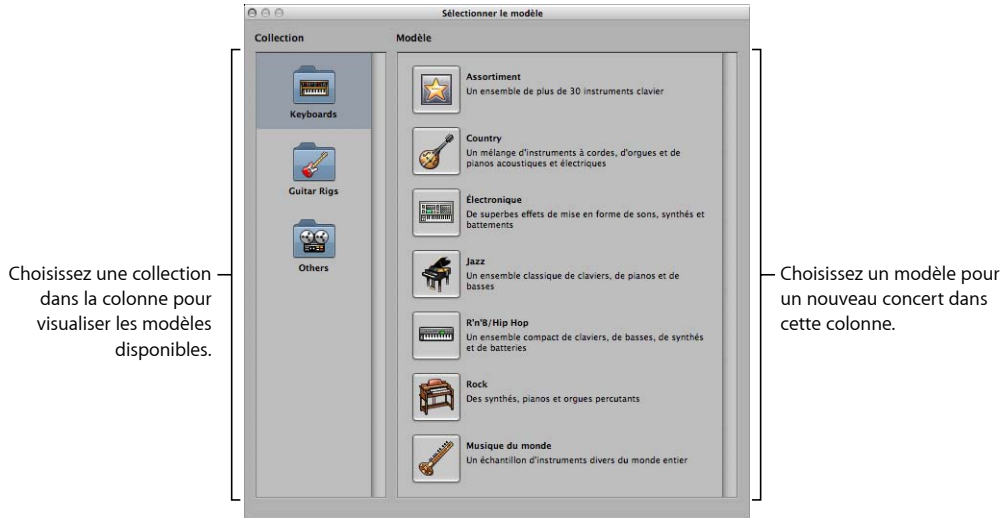 Sélectionner le modèle
Collection
Modèle
Keyboards
Guitar Rigs
Others
Assortiment
Un ensemble de plus de 30 instruments clavier
Country
Un mélange d'instruments à cordes, d'orgues et de
pianos acoustiques et électriques
Électronique
De superbes effets de mise en forme de sons, synthés et
battements
Jazz
Un ensemble classique de claviers, de pianos et de
basses
R'n'B/Hip Hop
Un ensemble compact de claviers, de basses, de synthés
et de batteries
Rock
Des synthés, pianos et orgues percutants
Musique du monde
Un échantillon d'instruments divers du monde entier
Choisissez une collection
dans la colonne pour
visualiser les modèles
disponibles.
Choisissez un modèle pour
un nouveau concert dans
cette colonne.